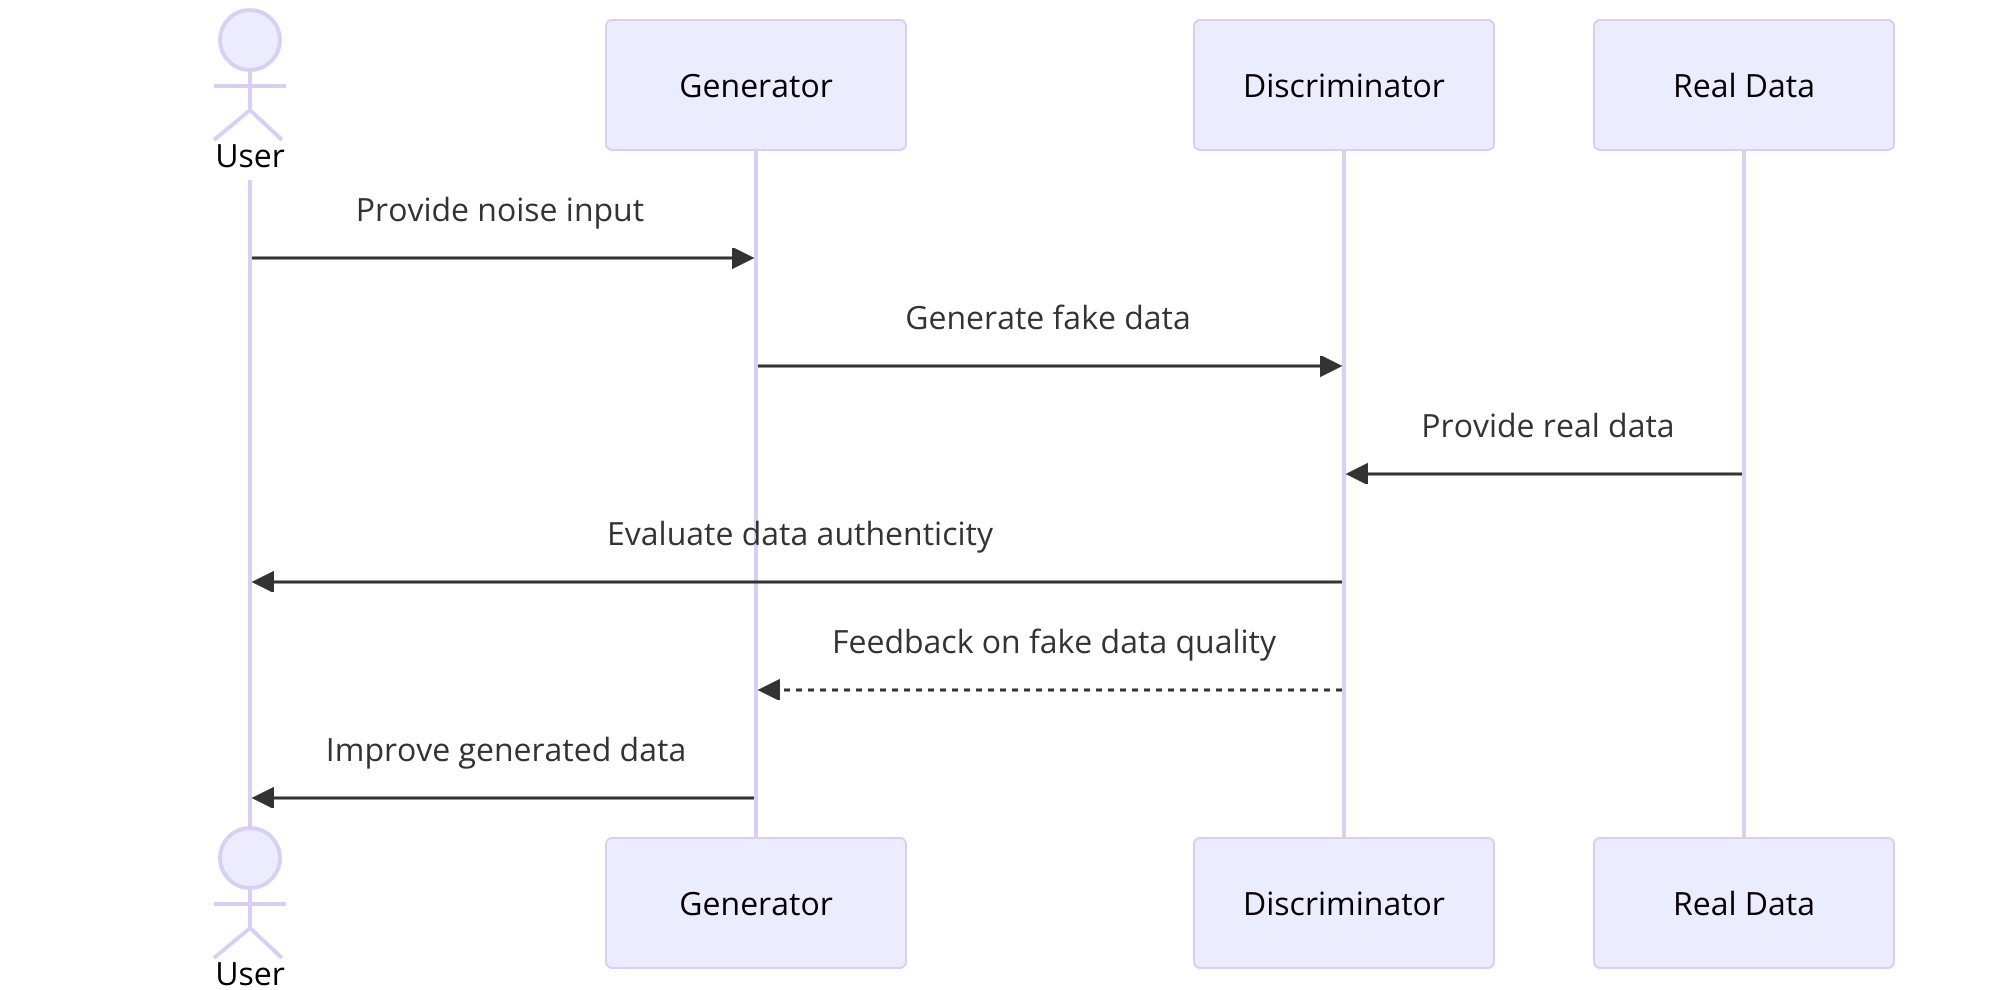 User
Generator
Discriminator
Real Data
Provide noise input
Generate fake data
Provide real data
Evaluate data authenticity
Feedback on fake data quality
Improve generated data
User
Generator
Discriminator
Real Data